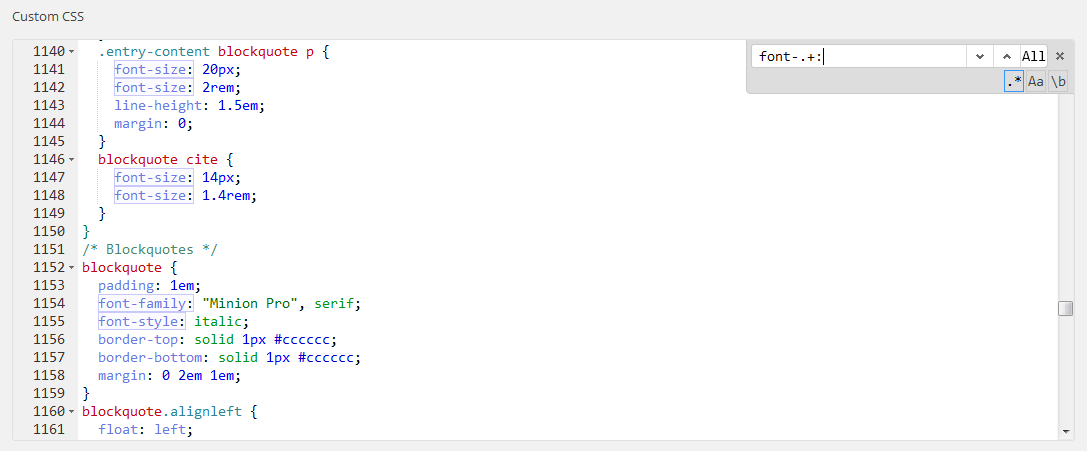 Custom CSS
font-.+:
All
.* Aa \b
1140 .entry-content blockquote p {
1141 font-size: 20px;
1142 font-size: 2rem;
1143 line-height: 1.5em;
1144 margin: 0;
1145 }
1146 blockquote cite {
1147 font-size: 14px;
1148 font-size: 1.4rem;
1149 }
1150 }
1151 /* Blockquotes */
1152 blockquote {
1153 padding: 1em;
1154 font-family: "Minion Pro", serif;
1155 font-style: italic;
1156 border-top: solid 1px #cccccc;
1157 border-bottom: solid 1px #cccccc;
1158 margin: 0 2em 1em;
1159 }
1160 blockquote.alignleft {
1161 float: left;